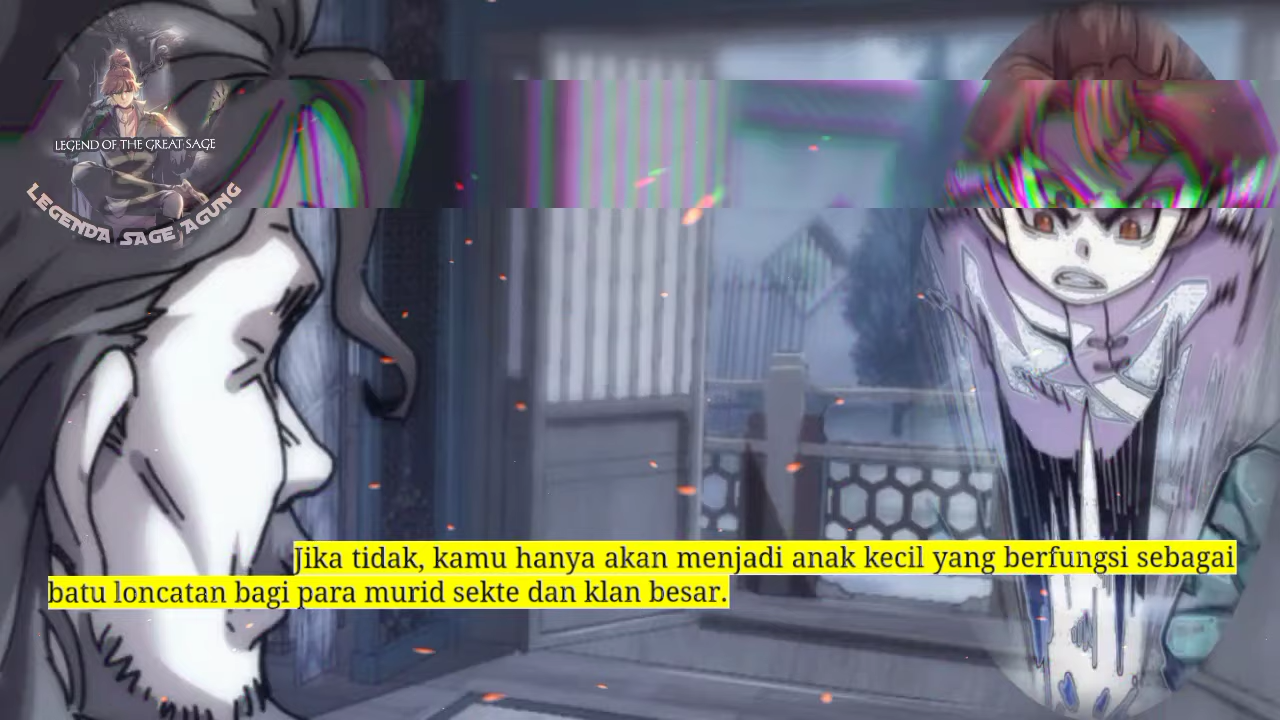 LEGEND OF THE GREAT SAGE
LEGENDA SAGE AGUNG
Jika tidak, kamu hanya akan menjadi anak kecil yang berfungsi sebagai
batu loncatan bagi para murid sekte dan klan besar.